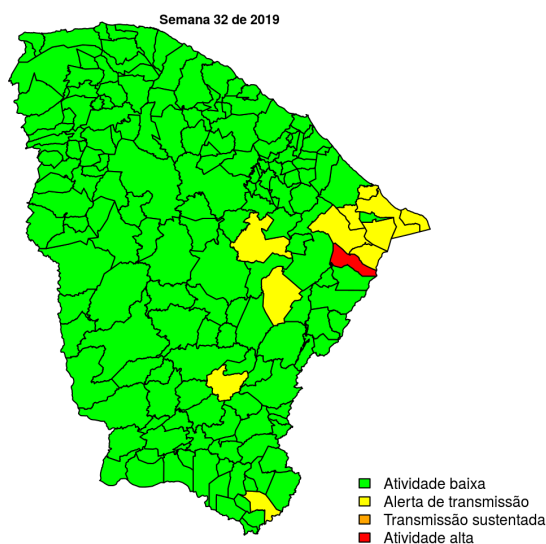 Semana 32 de 2019
Atividade baixa
Alerta de transmissão
Transmissão sustentada
Atividade alta